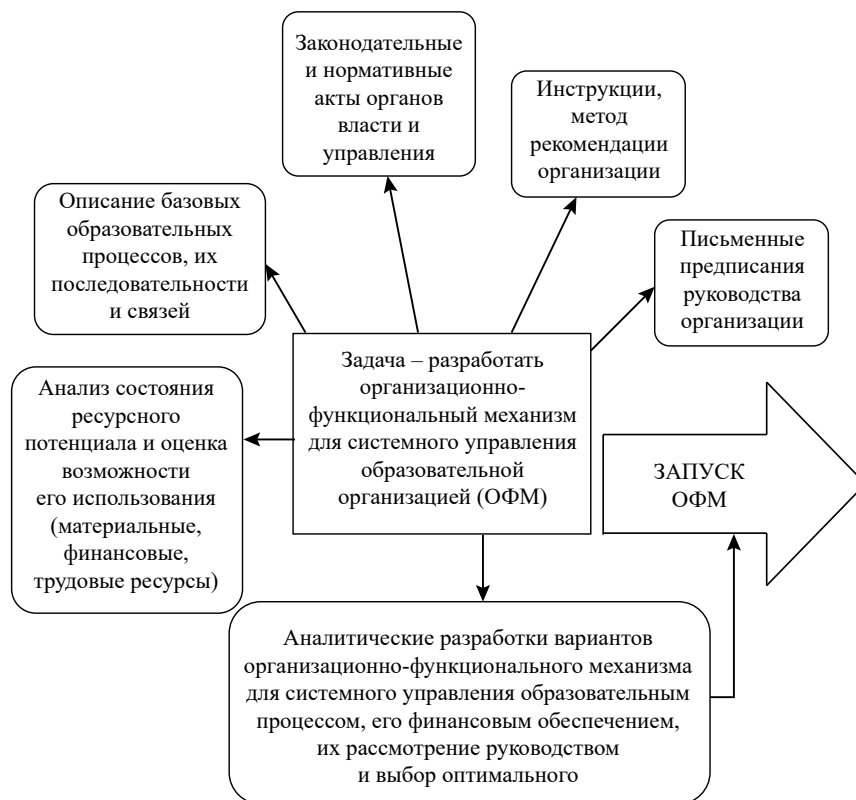 Законодательные
и нормативные
акты органов
власти и
управления
Инструкции,
метод
рекомендации
организации
Описание базовых
образовательных
процессов, их
последовательности
и связей
Письменные
предписания
руководства
организации
Задача – разработать
организационно-
функциональный механизм
для системного управления
образовательной
организацией (ОФМ)
Анализ состояния
ресурсного
потенциала и оценка
возможности
его использования
(материальные,
финансовые,
трудовые ресурсы)
ЗАПУСК
ОФМ
Аналитические разработки вариантов
организационно-функционального механизма
для системного управления образовательным
процессом, его финансовым обеспечением,
их рассмотрение руководством
и выбор оптимального